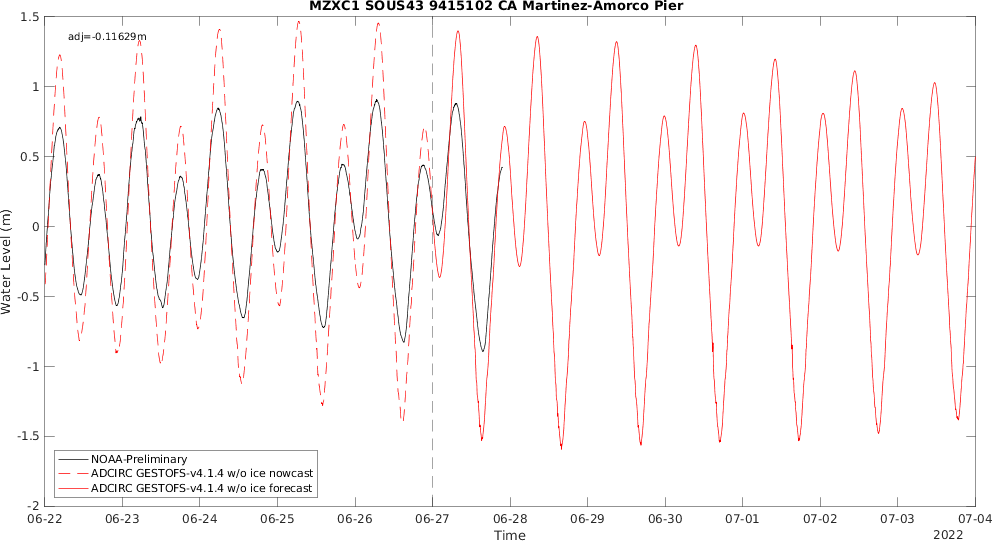 MZXC1 SOUS43 9415102 CA Martinez-Amorco Pier
adj=-0.11629m
1.5
1
0.5
0
-0.5
-1
-1.5
-2
Water Level (m)
NOAA-Preliminary
ADCIRC GESTOFS-v4.1.4 w/o ice nowcast
ADCIRC GESTOFS-v4.1.4 w/o ice forecast
06-22 06-23 06-24 06-25 06-26 06-27 06-28 06-29 06-30 07-01 07-02 07-03 07-04
Time
2022